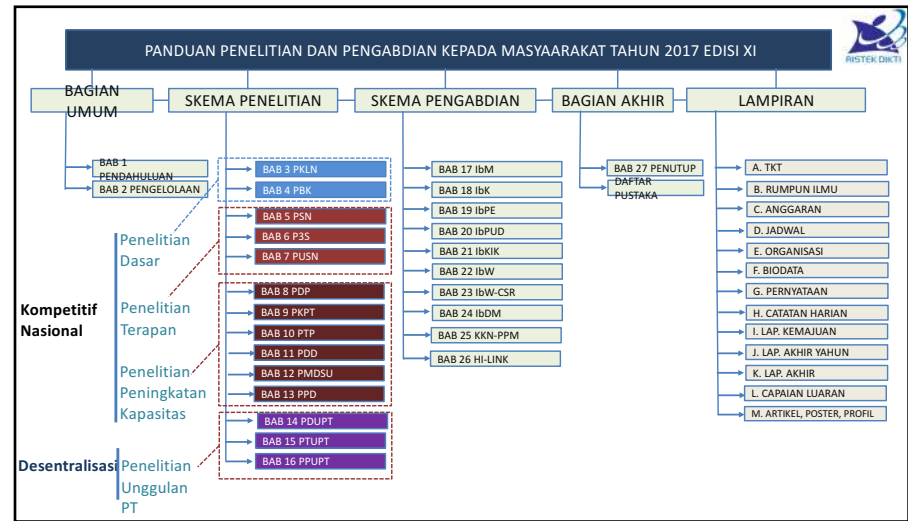 PANDUAN PENELITIAN DAN PENGABDIAN KEPADA MASYAARAKAT TAHUN 2017 EDISI XI
RISTEK DIKTI
BAGIAN
UMUM
SKEMA PENELITIAN
SKEMA PENGABDIAN
BAGIAN AKHIR
LAMPIRAN
BAB 1
PENDAHULUAN
BAB 2 PENGELOLAAN
BAB 3 PKLN
BAB 4 PBK
BAB 5 PSN
BAB 6 P3S
BAB 7 PUSN
BAB 8 PDP
BAB 9 PKPT
BAB 10 PTP
BAB 11 PDD
BAB 12 PMDSU
BAB 13 PPD
BAB 14 PDUPT
BAB 15 PTUPT
BAB 16 PPUPT
Kompetitif
Nasional
Penelitian
Dasar
Penelitian
Terapan
Penelitian
Peningkatan
Kapasitas
Desentralisasi
Penelitian
Unggulan
PT
BAB 17 IbM
BAB 18 IbK
BAB 19 IbPE
BAB 20 IbPUD
BAB 21 IbKIK
BAB 22 IbW
BAB 23 IbW-CSR
BAB 24 IbDM
BAB 25 KKN-PPM
BAB 26 HI-LINK
BAB 27 PENUTUP
DAFTAR
PUSTAKA
A. TKT
B. RUMPUN ILMU
C. ANGGARAN
D. JADWAL
E. ORGANISASI
F. BIODATA
G. PERNYATAAN
H. CATATAN HARIAN
I. LAP. KEMAJUAN
J. LAP. AKHIR YAHUN
K. LAP. AKHIR
L. CAPAIAN LUARAN
M. ARTIKEL, POSTER, PROFIL